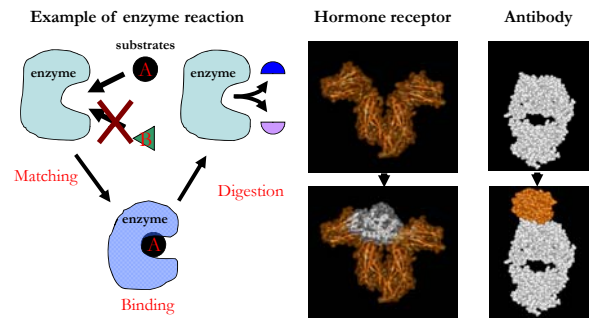 Example of enzyme reaction
substrates
enzyme
A
B
enzyme
Matching
Digestion
enzyme
A
Binding
Hormone receptor
Antibody